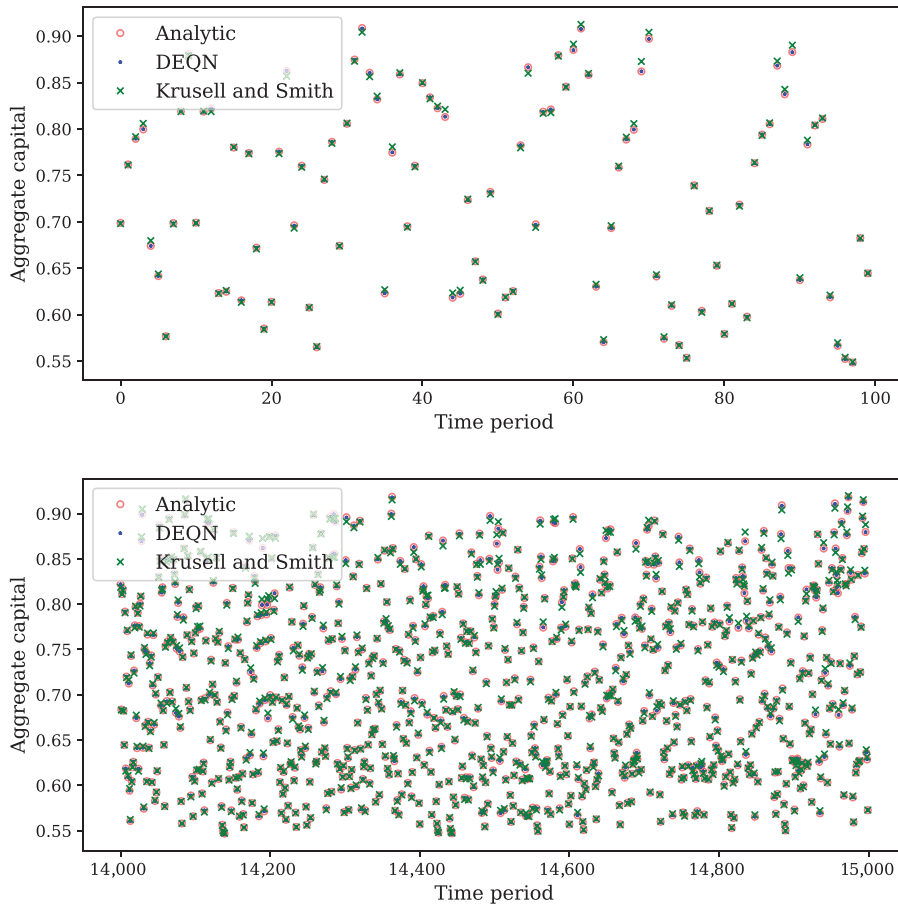 0.90
0.85
0.80
0.75
0.70
0.65
0.60
0.55
Aggregate capital
Analytic
DEQN
Krusell and Smith
0 20 40 60 80 100
Time period
0.90
0.85
0.80
0.75
0.70
0.65
0.60
0.55
Aggregate capital
Analytic
DEQN
Krusell and Smith
14,000 14,200 14,400 14,600 14,800 15,000
Time period